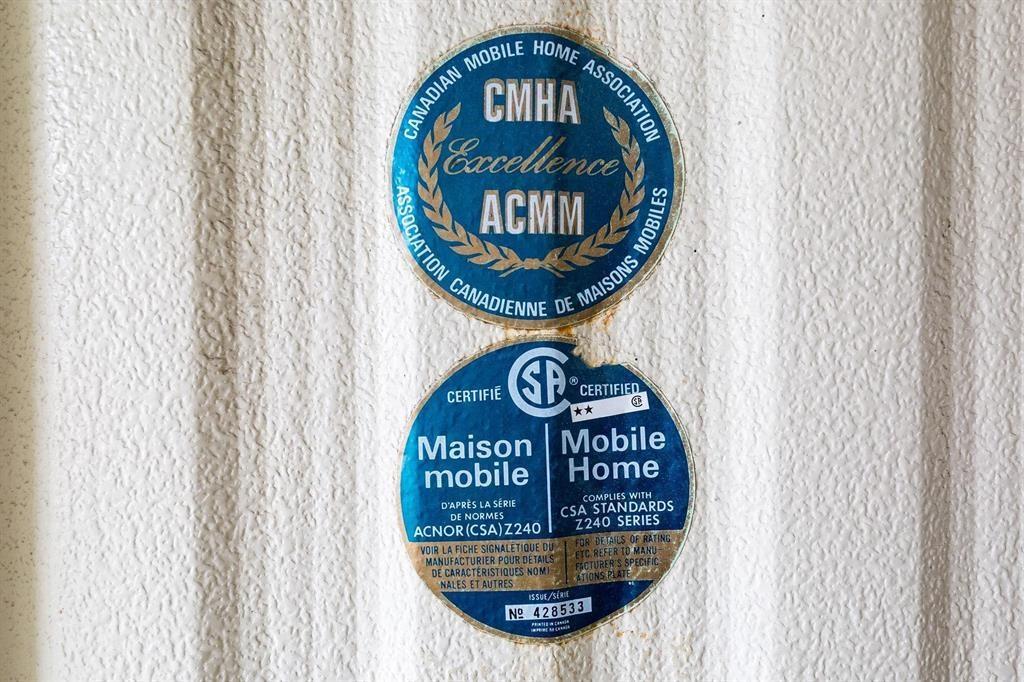 CANADIAN MOBILE HOME ASSOCIATION
CMHA
Excellence
ACMM
ASSOCIATION CANADIENNE DE MAISONS MOBILES
CERTIFIÉ CSA® CERTIFIED
★★ CSA
Maison
mobile
D'APRÈS LA SÉRIE
DE NORMES
ACNOR (CSA) Z240
Mobile
Home
COMPLIES WITH
CSA STANDARDS
Z240 SERIES
VOIR LA FICHE SIGNALETIQUE DU
MANUFACTURIER POUR DÉTAILS
DE CARACTÉRISTIQUES NOMI-
NALES ET AUTRES
FOR DETAILS OF RATING
ETC. REFER TO MANU-
FACTURER'S SPECIFIC-
ATIONS PLATE
ISSUE/SÉRIE
Nº 428533
PRINTED IN CANADA
IMPRIMÉ AU CANADA